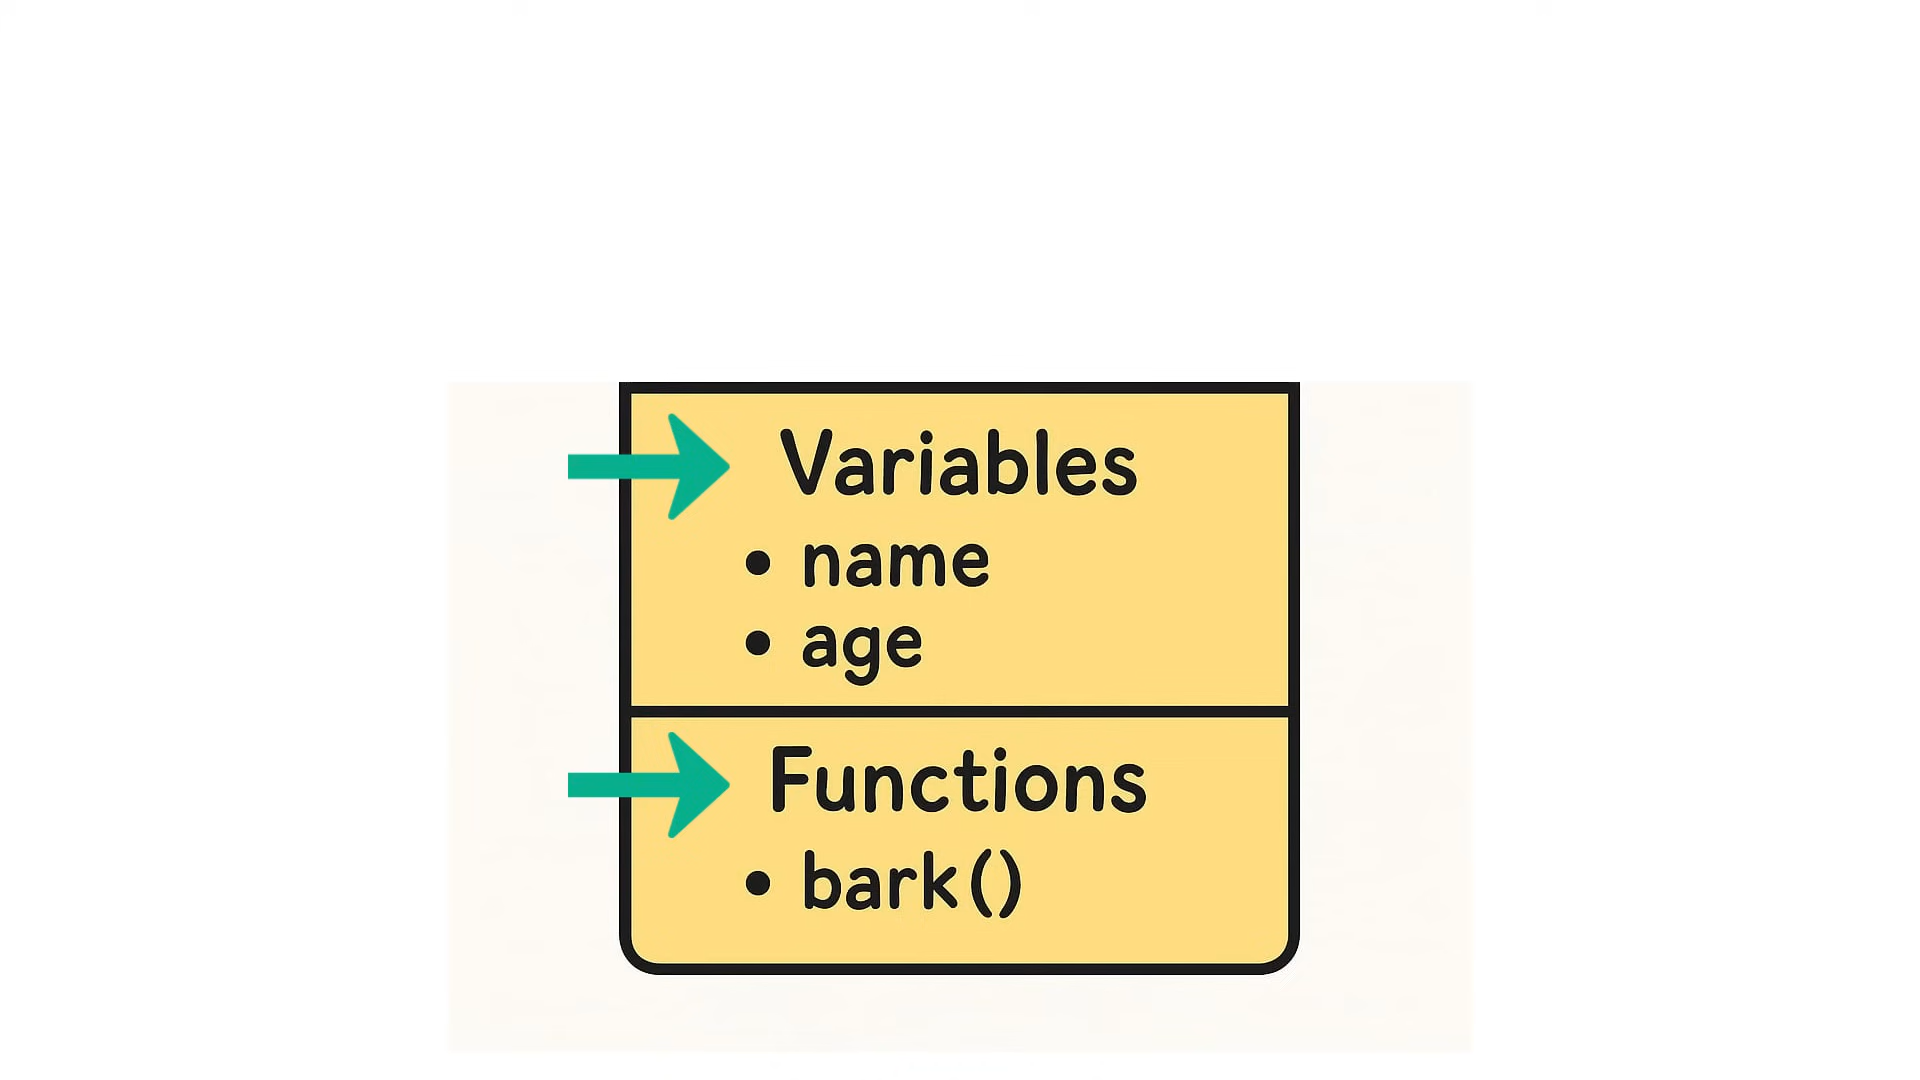 Variables
• name
• age
Functions
• bark()